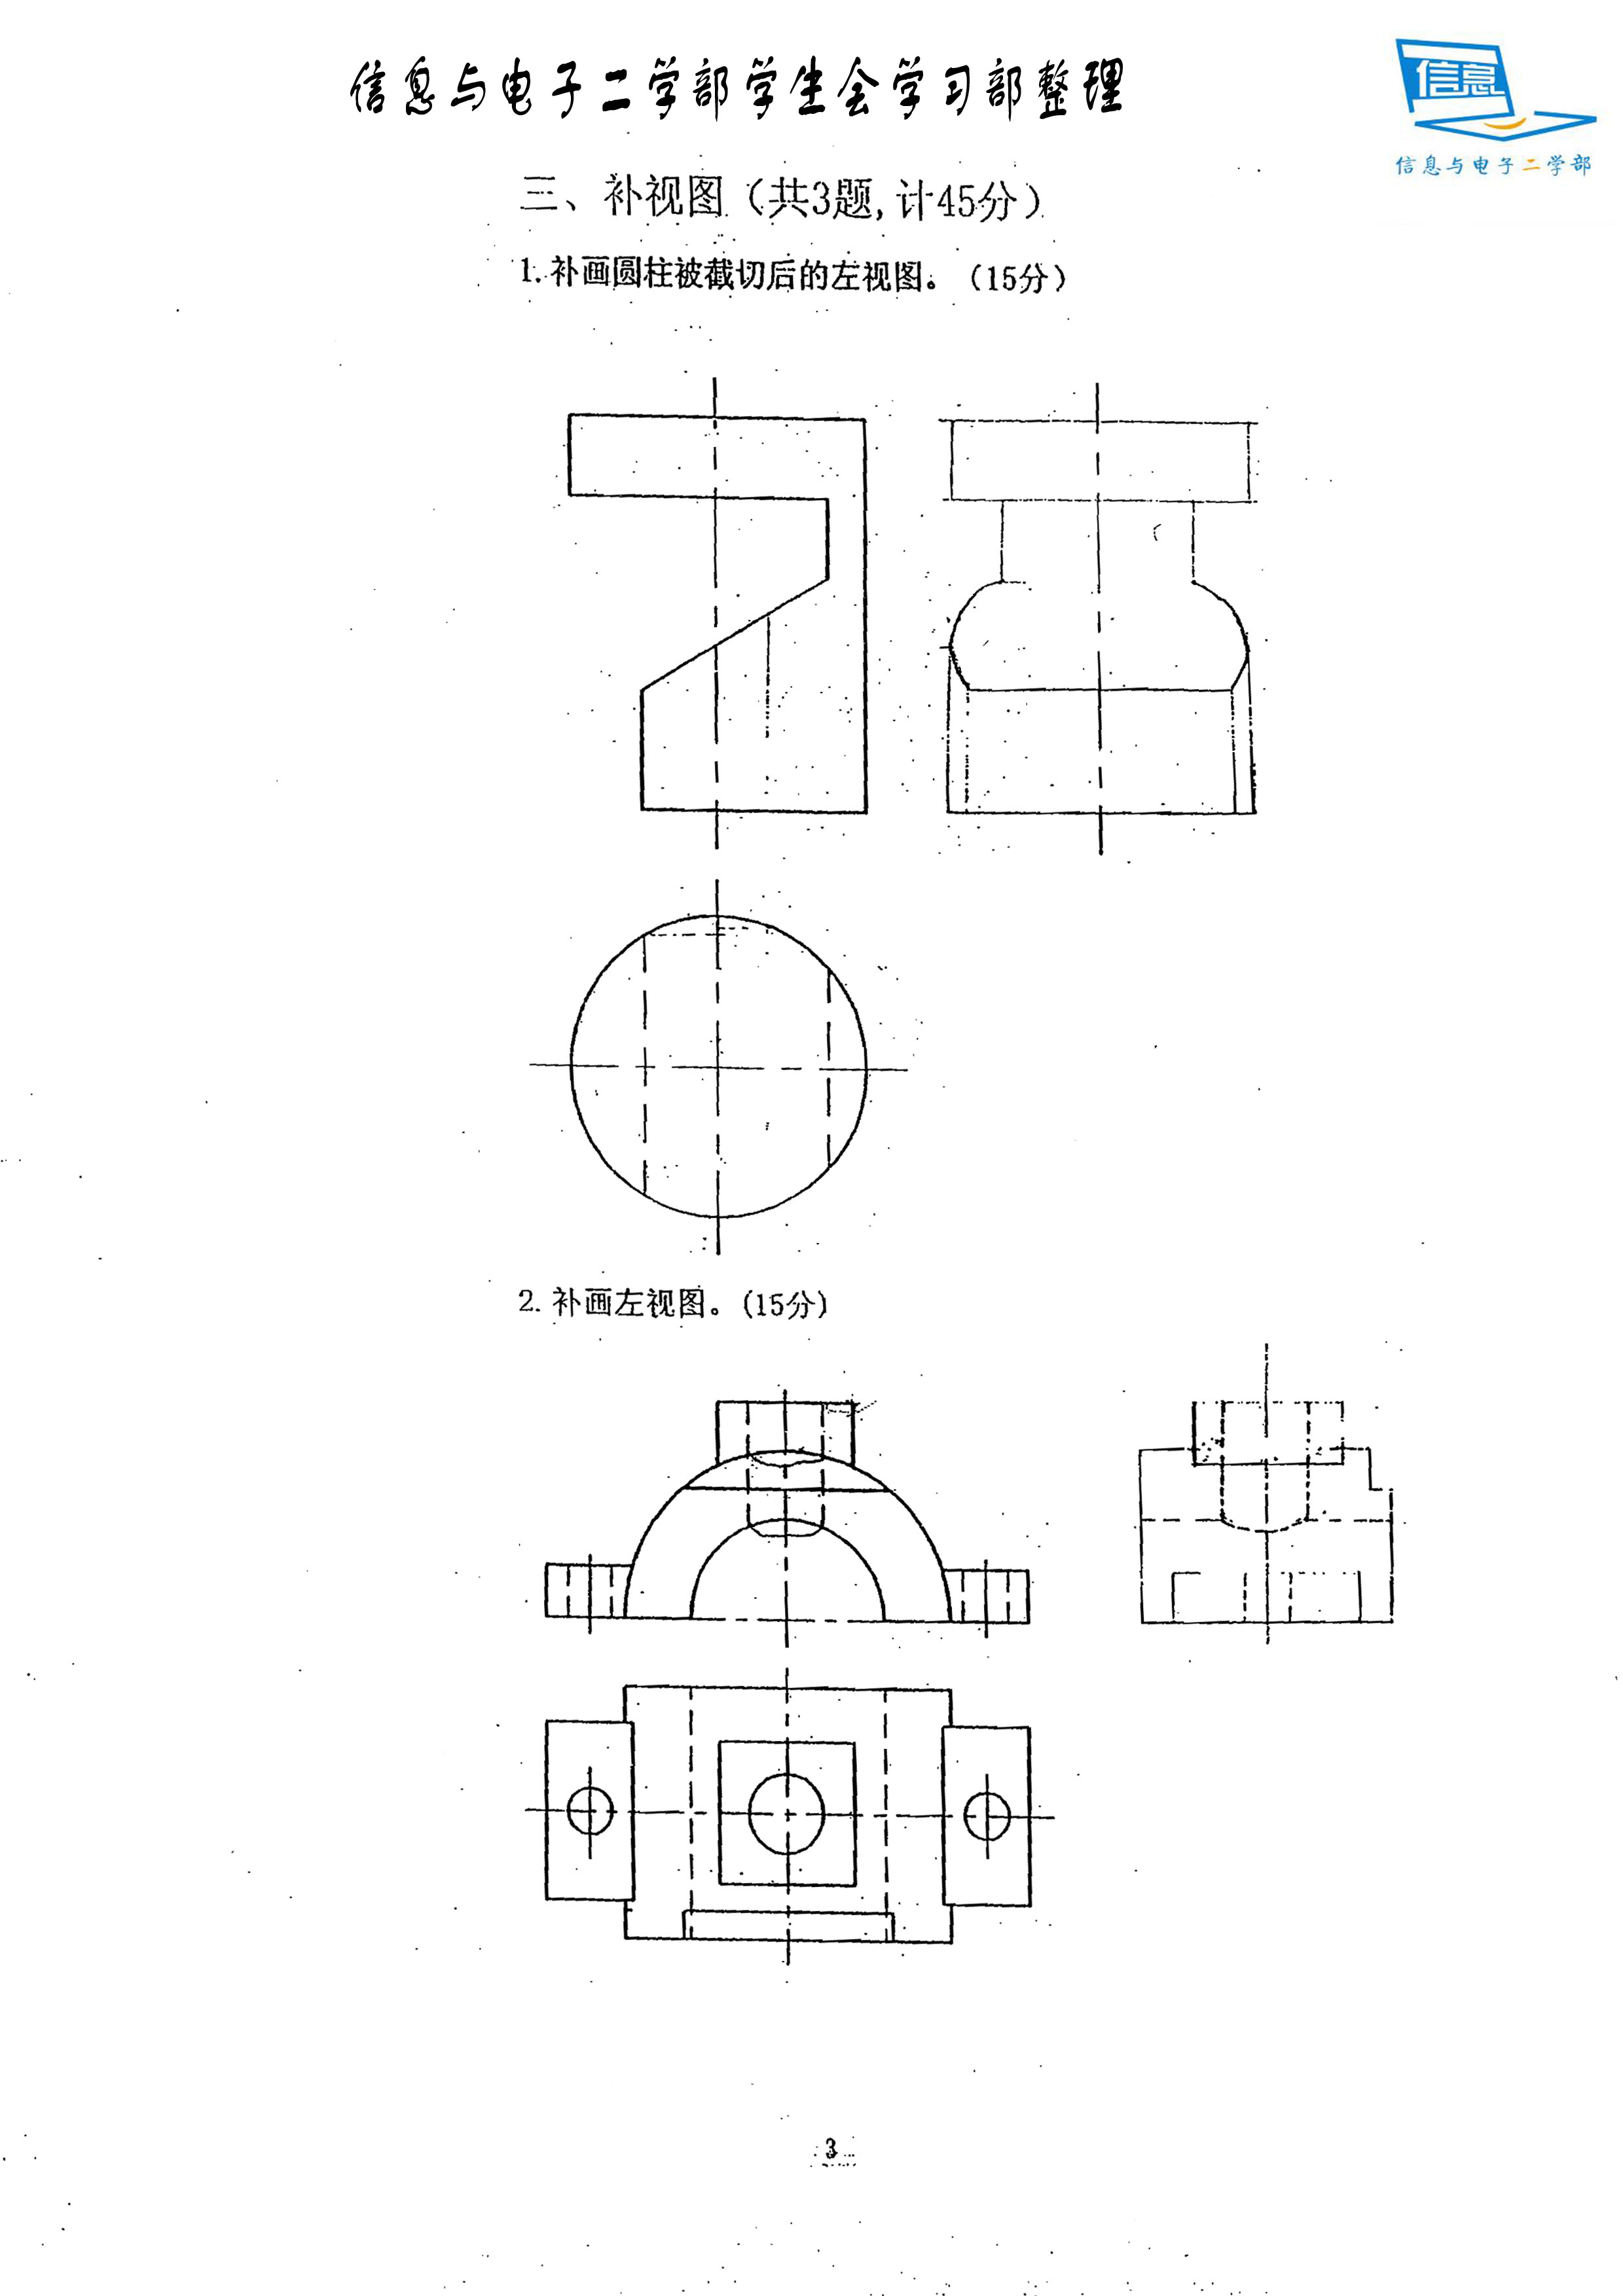 信息与电子二学部学生会学习部整理
信息
信息与电子二学部
三、补视图（共3题,计45分）
1.补画圆柱被截切后的左视图。（15分）
2.补画左视图。(15分)
3